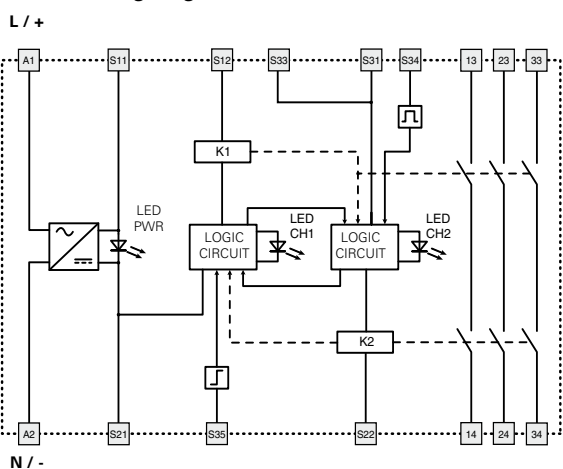 L / +
A1 S11 S12 S33 S31 S34 13 23 33
K1
LED
PWR
LOGIC
CIRCUIT
LED
CH1
LOGIC
CIRCUIT
LED
CH2
K2
A2 S21 S35 S22 14 24 34
N / -